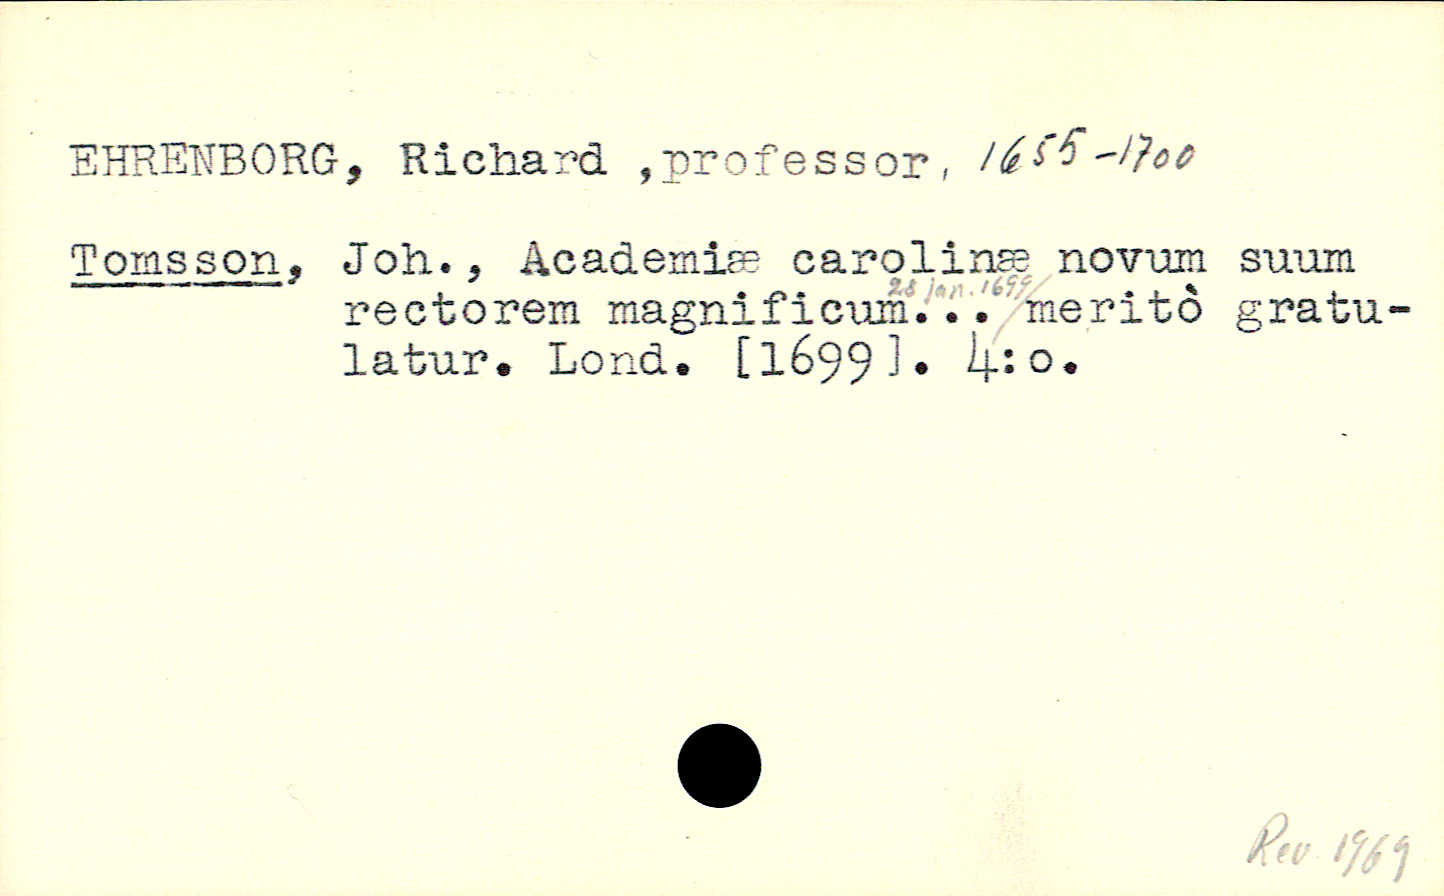 EHRENBORG, Richard ,professor, 1655-1700
Tomsson, Joh., Academiæ carolinæ novum suum
28 jan. 1699/
rectorem magnificum... meritò gratu-
latur. Lond. [1699]. 4:o.
Rev 1969